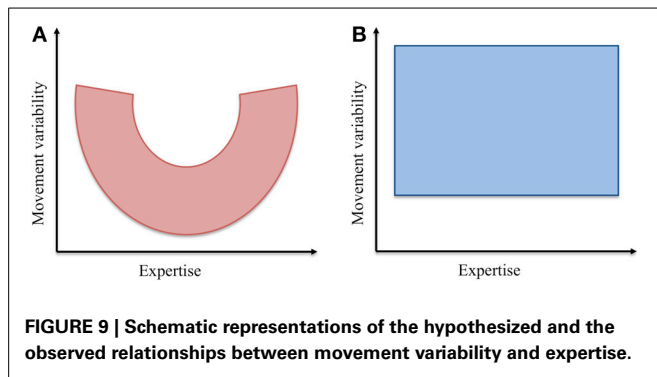 A
B
Movement variability
Expertise
Movement variability
Expertise
FIGURE 9 | Schematic representations of the hypothesized and the
observed relationships between movement variability and expertise.